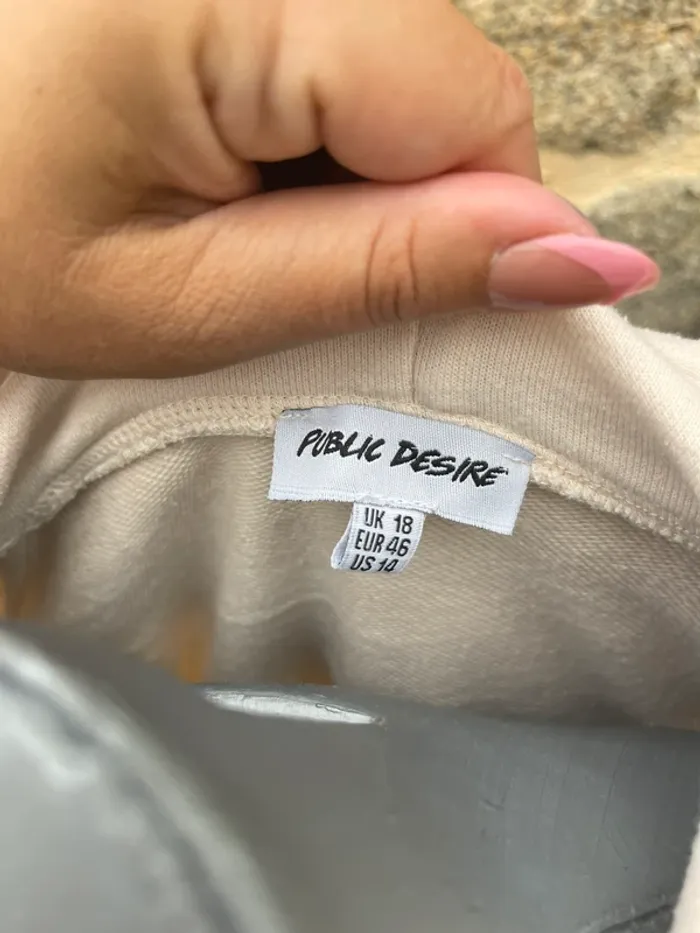 PUBLIC DESIRE
UK 18
EUR 46
US 14